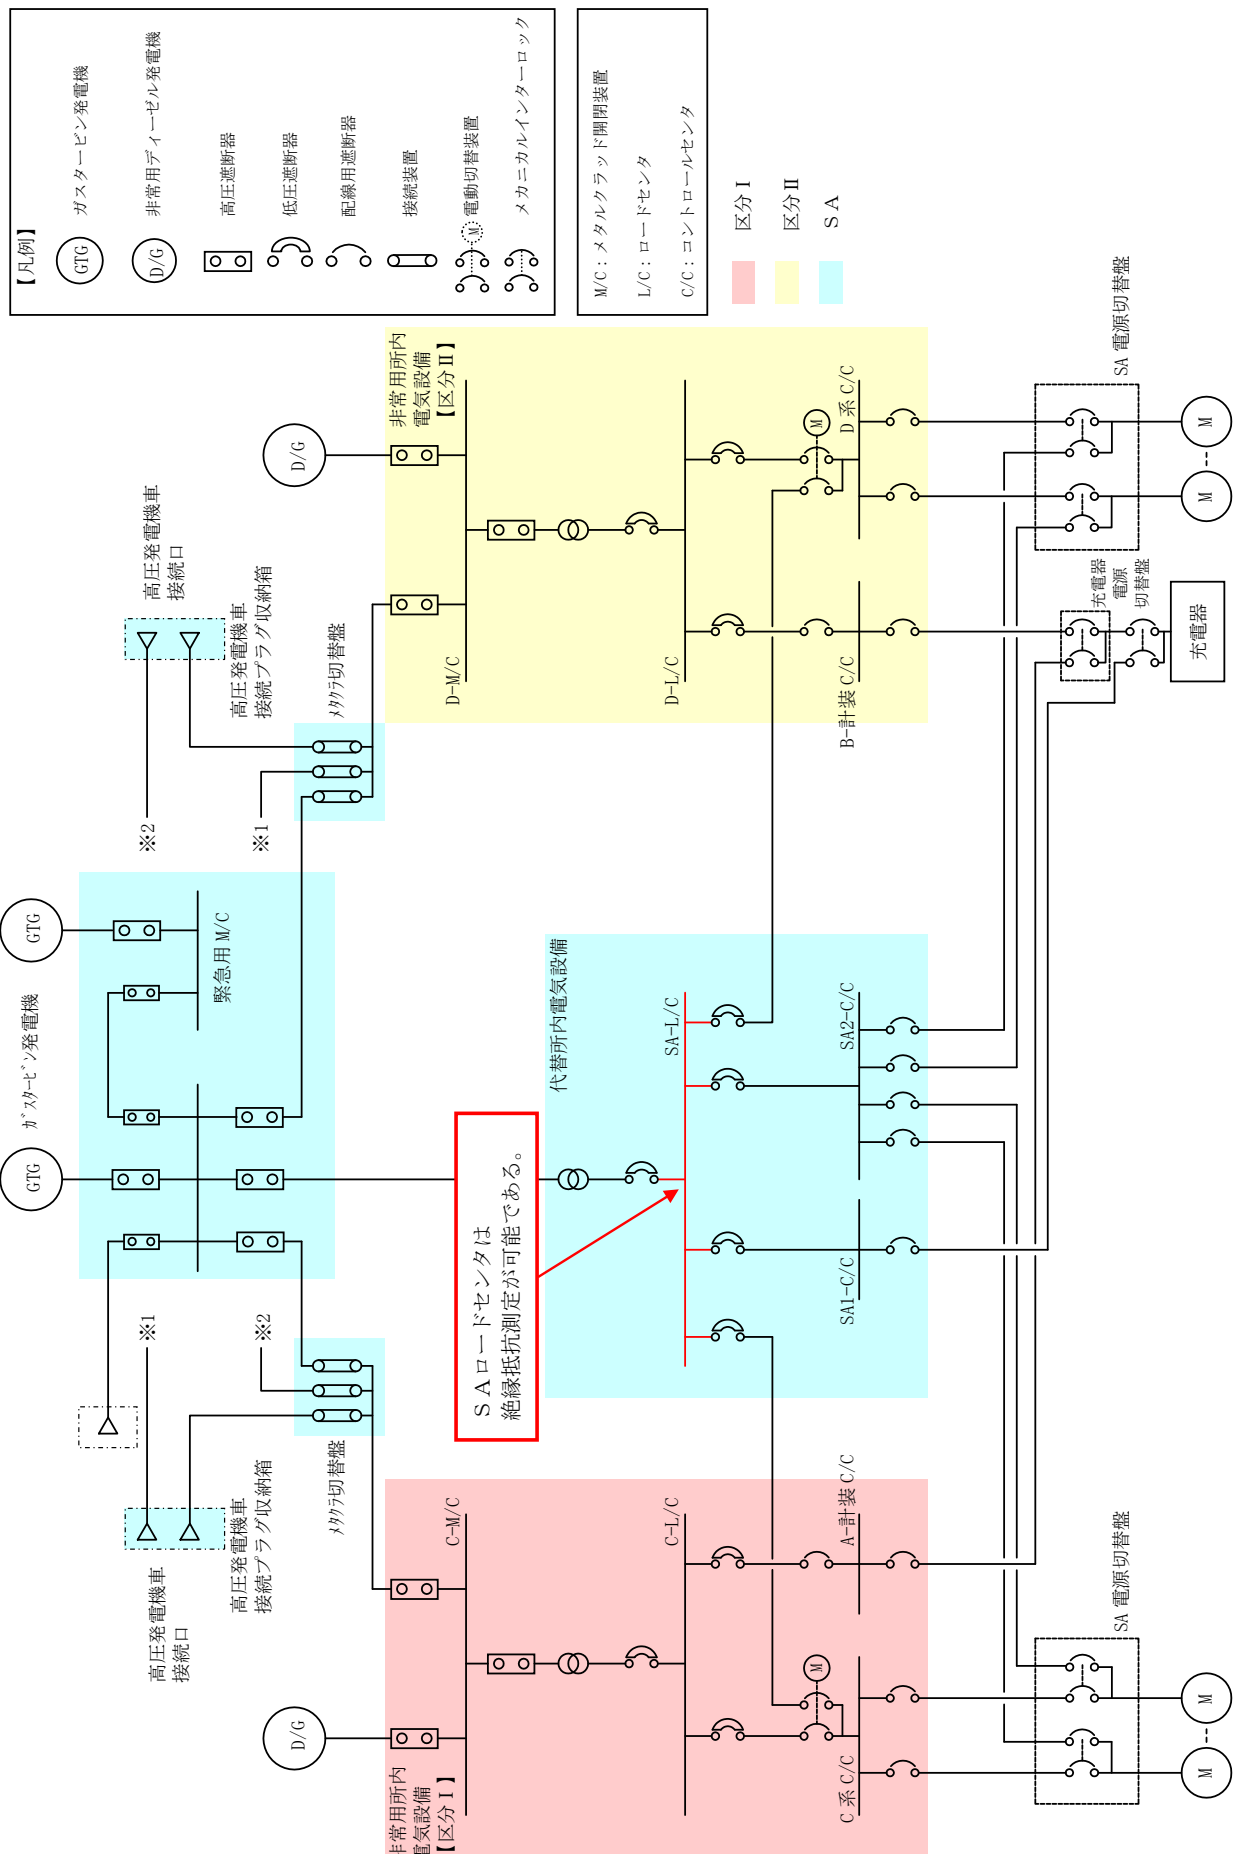 【凡例】
GTG
ガスタービン発電機
D/G
非常用ディーゼル発電機
高圧遮断器
低圧遮断器
配線用遮断器
接続装置
M
電動切替装置
メカニカルインターロック
M/C：メタルクラッド開閉装置
L/C：ロードセンタ
C/C：コントロールセンタ
区分Ⅰ
区分Ⅱ
ＳＡ
GTG
GTG
ｶﾞｽﾀｰﾋﾞﾝ発電機
緊急用 M/C
※1
※2
高圧発電機車
接続口
高圧発電機車
接続プラグ収納箱
ﾒﾀｸﾗ切替盤
※2
※1
高圧発電機車
接続口
高圧発電機車
接続プラグ収納箱
ﾒﾀｸﾗ切替盤
D/G
非常用所内
電気設備
【区分Ⅰ】
C-M/C
C-L/C
M
C 系 C/C
A-計装 C/C
ＳＡロードセンタは
絶縁抵抗測定が可能である。
代替所内電気設備
SA-L/C
SA1-C/C
SA2-C/C
D/G
非常用所内
電気設備
【区分Ⅱ】
D-M/C
D-L/C
M
B-計装 C/C
D 系 C/C
SA 電源切替盤
M
M
充電器
電源
切替盤
充電器
SA 電源切替盤
M
M